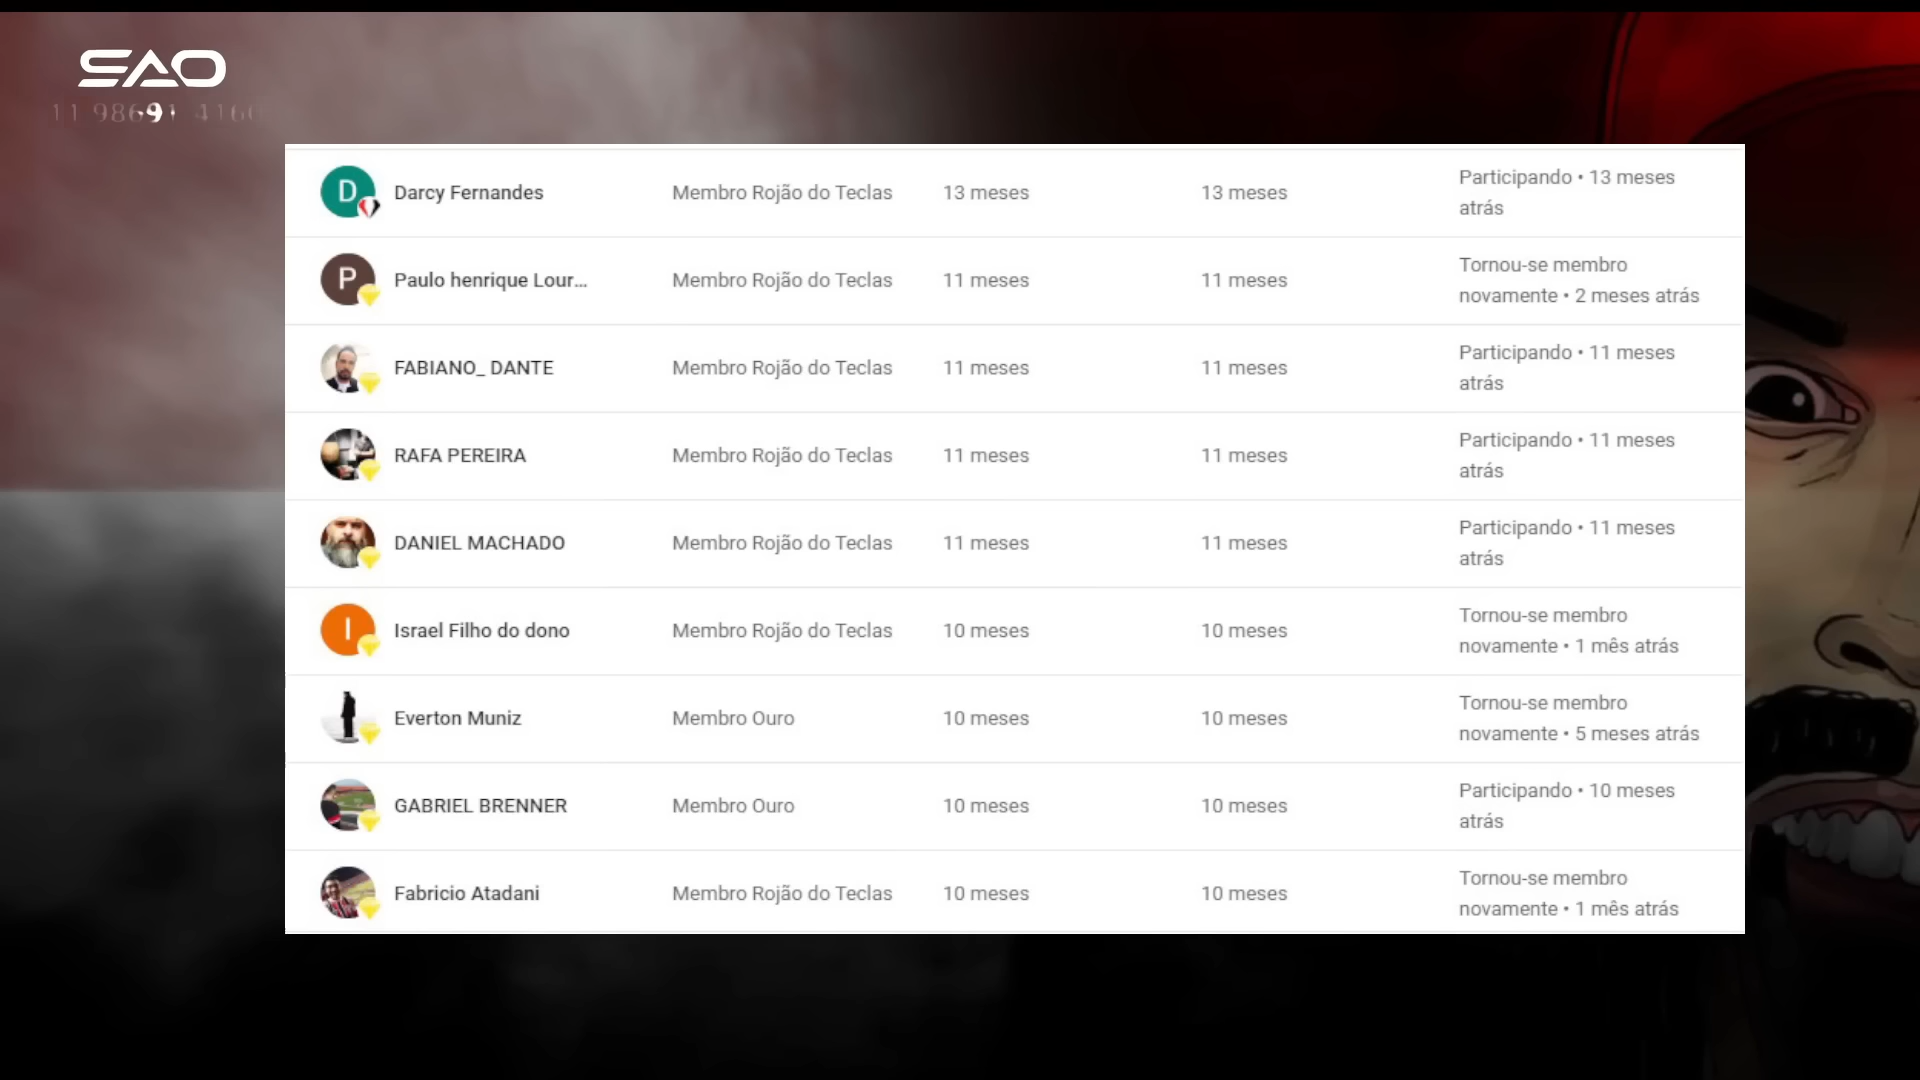 SAO
Darcy Fernandes Membro Rojão do Teclas 13 meses 13 meses Participando • 13 meses
atrás
Paulo henrique Lour... Membro Rojão do Teclas 11 meses 11 meses Tornou-se membro
novamente • 2 meses atrás
FABIANO_ DANTE Membro Rojão do Teclas 11 meses 11 meses Participando • 11 meses
atrás
RAFA PEREIRA Membro Rojão do Teclas 11 meses 11 meses Participando • 11 meses
atrás
DANIEL MACHADO Membro Rojão do Teclas 11 meses 11 meses Participando • 11 meses
atrás
Israel Filho do dono Membro Rojão do Teclas 10 meses 10 meses Tornou-se membro
novamente • 1 mês atrás
Everton Muniz Membro Ouro 10 meses 10 meses Tornou-se membro
novamente • 5 meses atrás
GABRIEL BRENNER Membro Ouro 10 meses 10 meses Participando • 10 meses
atrás
Fabricio Atadani Membro Rojão do Teclas 10 meses 10 meses Tornou-se membro
novamente • 1 mês atrás
D
P
I